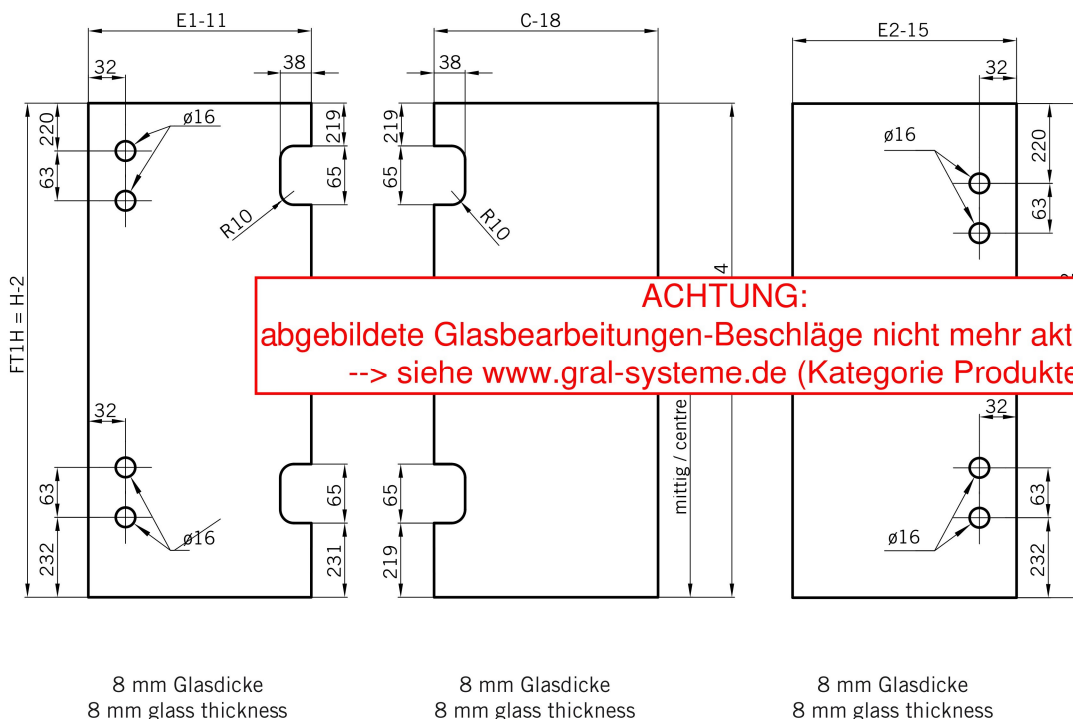 E1-11
C-18
E2-15
32
38
38
32
220
63
ø16
219
65
R10
219
65
R10
ø16
220
63
FT1H = H-2
4
ACHTUNG:
abgebildete Glasbearbeitungen-Beschläge nicht mehr akt
--> siehe www.gral-systeme.de (Kategorie Produkte
32
63
232
ø16
65
231
65
219
mittig / centre
32
ø16
63
232
8 mm Glasdicke
8 mm glass thickness
8 mm Glasdicke
8 mm glass thickness
8 mm Glasdicke
8 mm glass thickness